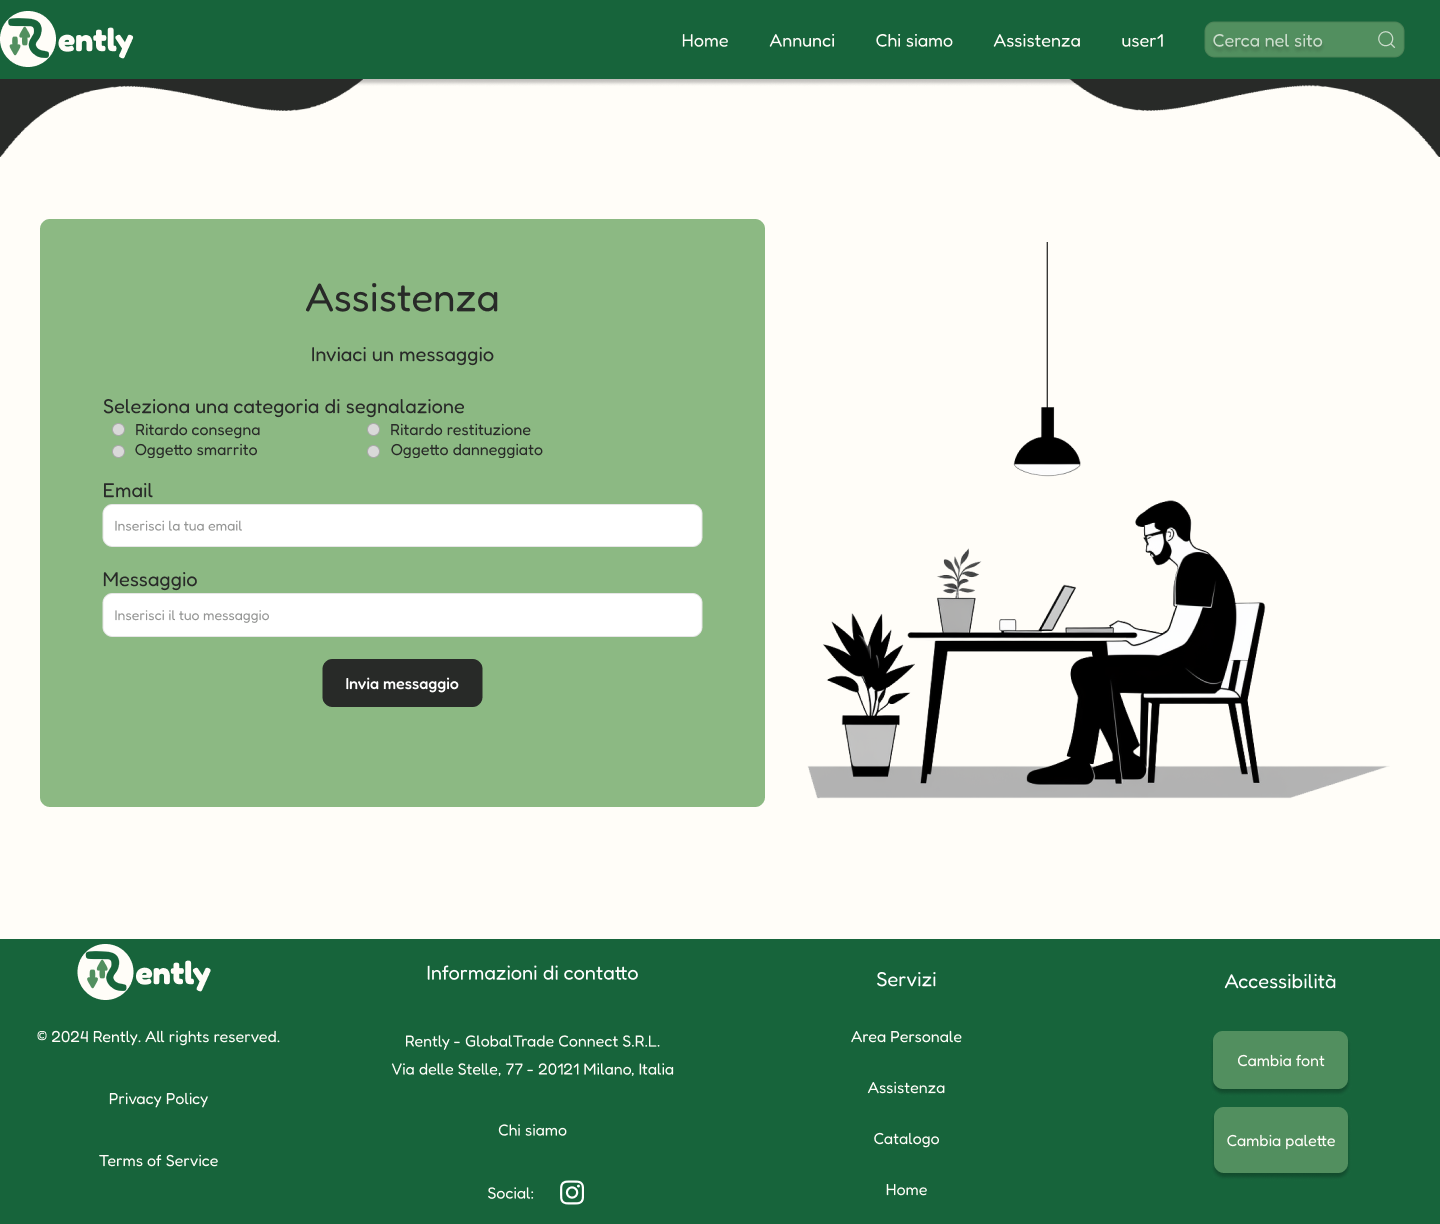 Rently
Home Annunci Chi siamo Assistenza user1 Cerca nel sito
Assistenza
Inviaci un messaggio
Seleziona una categoria di segnalazione
Ritardo consegna Ritardo restituzione
Oggetto smarrito Oggetto danneggiato
Email
Inserisci la tua email
Messaggio
Inserisci il tuo messaggio
Invia messaggio
Rently
© 2024 Rently. All rights reserved.
Privacy Policy
Terms of Service
Informazioni di contatto
Rently - GlobalTrade Connect S.R.L.
Via delle Stelle, 77 - 20121 Milano, Italia
Chi siamo
Social:
Servizi
Area Personale
Assistenza
Catalogo
Home
Accessibilità
Cambia font
Cambia palette